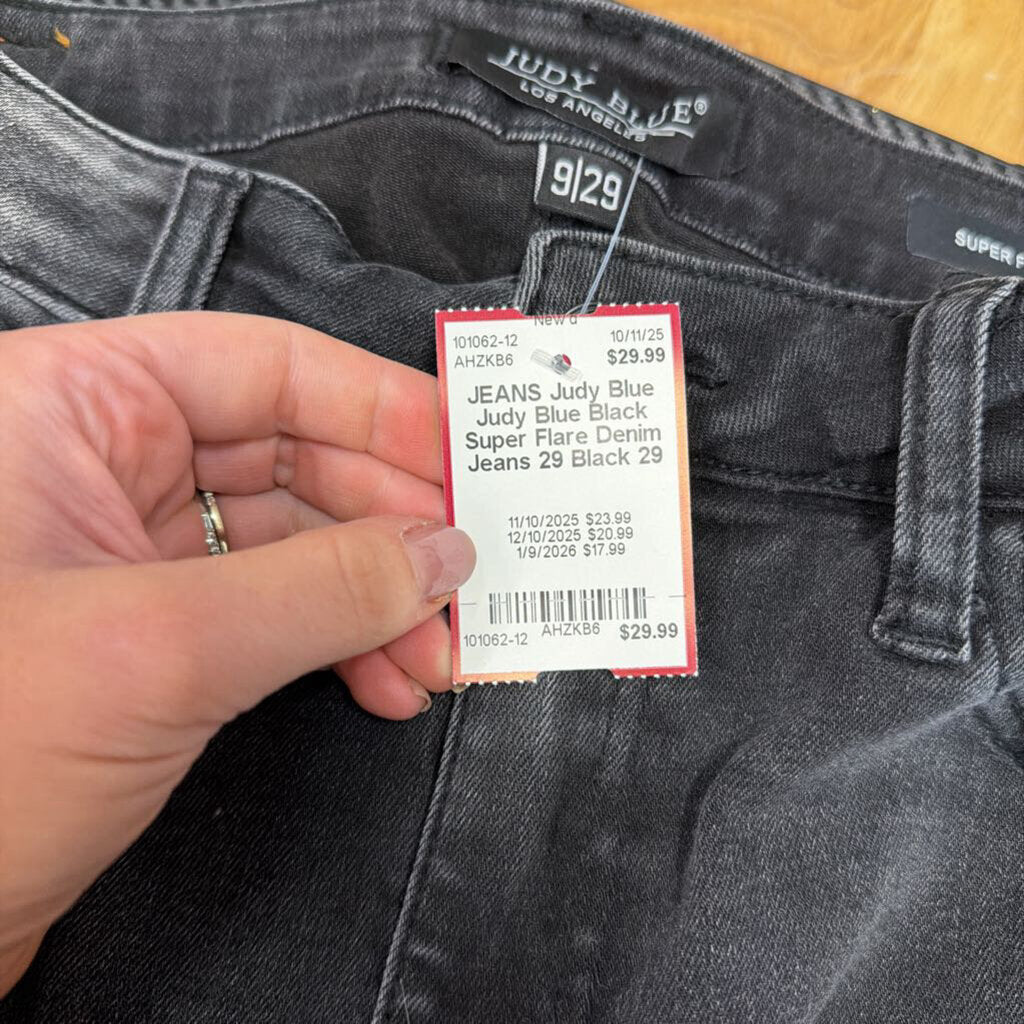 JUDY BLUE®
LOS ANGELES
9|29
SUPER
101062-12 10/11/25
AHZKB6 $29.99
JEANS Judy Blue
Judy Blue Black
Super Flare Denim
Jeans 29 Black 29
11/10/2025 $23.99
12/10/2025 $20.99
1/9/2026 $17.99
101062-12 AHZKB6 $29.99